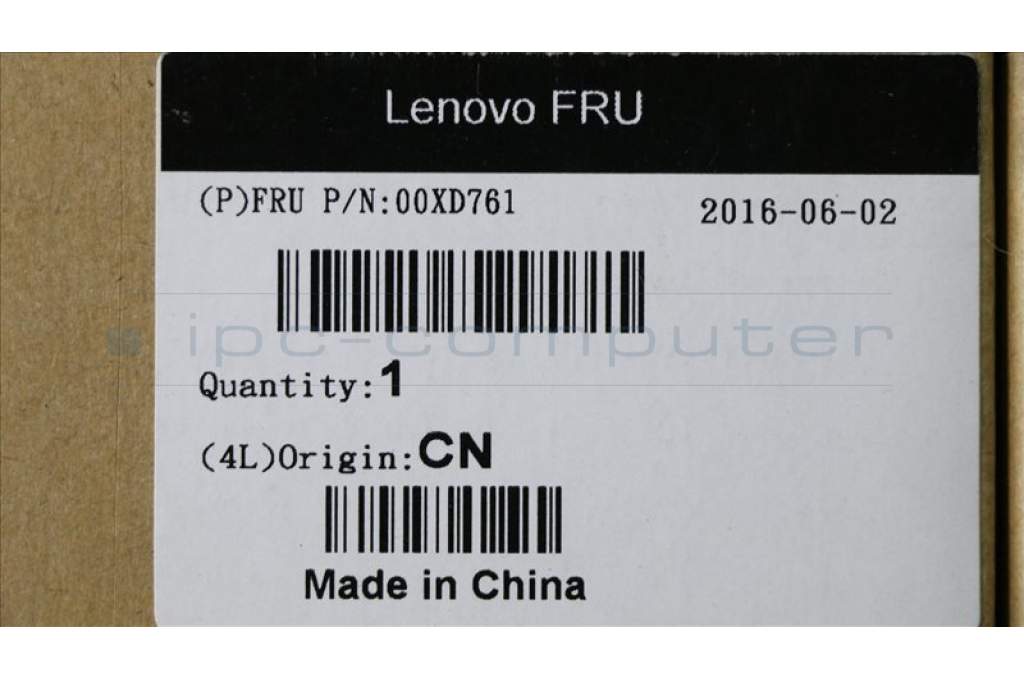 Lenovo FRU
(P)FRU P/N:00XD761
2016-06-02
ipc-computer
Quantity:1
(4L)Origin:CN
Made in China